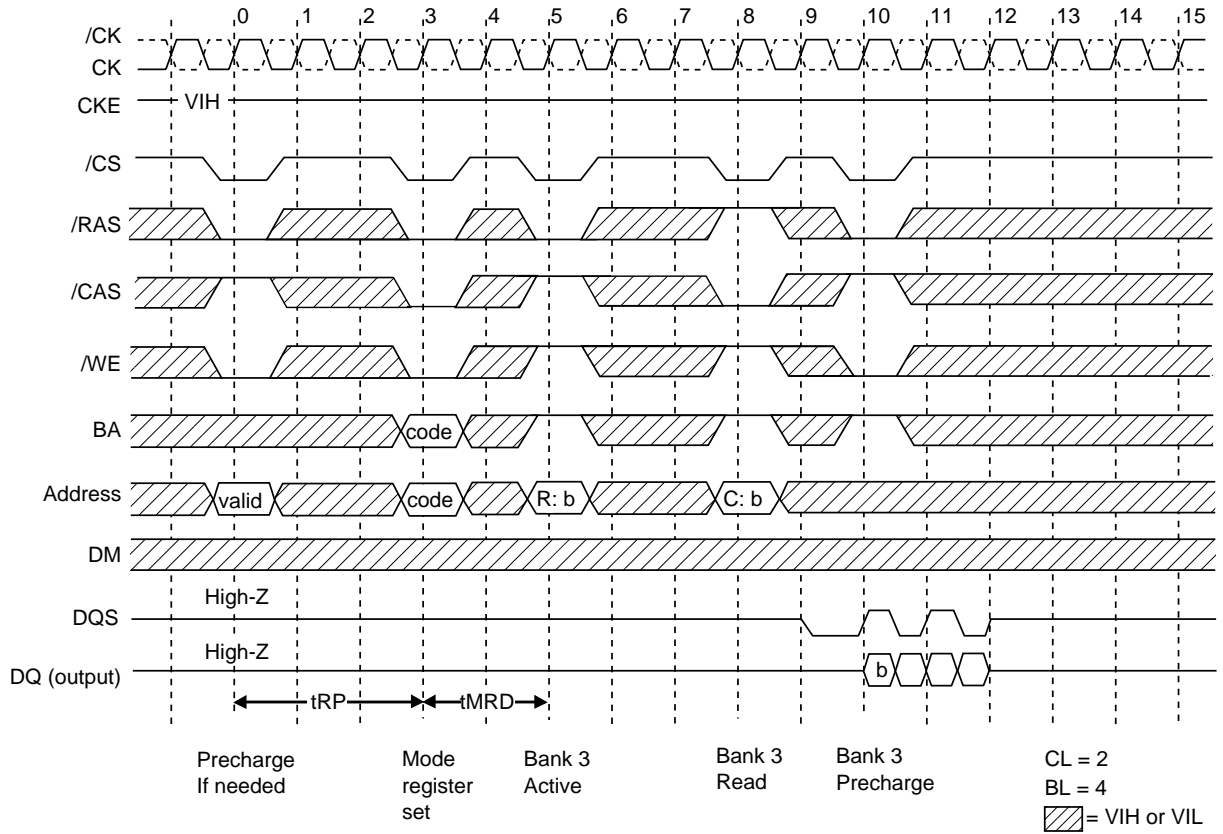 0 1 2 3 4 5 6 7 8 9 10 11 12 13 14 15
/CK
CK
CKE VIH
/CS
/RAS
/CAS
/WE
BA code
Address valid code R: b C: b
DM
High-Z
DQS
High-Z
DQ (output) b
tRP tMRD
Precharge
If needed
Mode
register
set
Bank 3
Active
Bank 3
Read
Bank 3
Precharge
CL = 2
BL = 4
= VIH or VIL